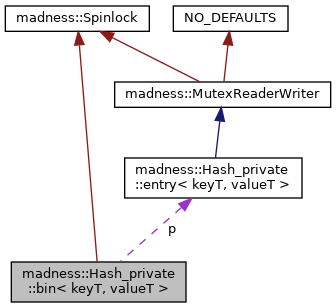 madness::Spinlock
NO_DEFAULTS
madness::MutexReaderWriter
madness::Hash_private
::entry< keyT, valueT >
p
madness::Hash_private
::bin< keyT, valueT >